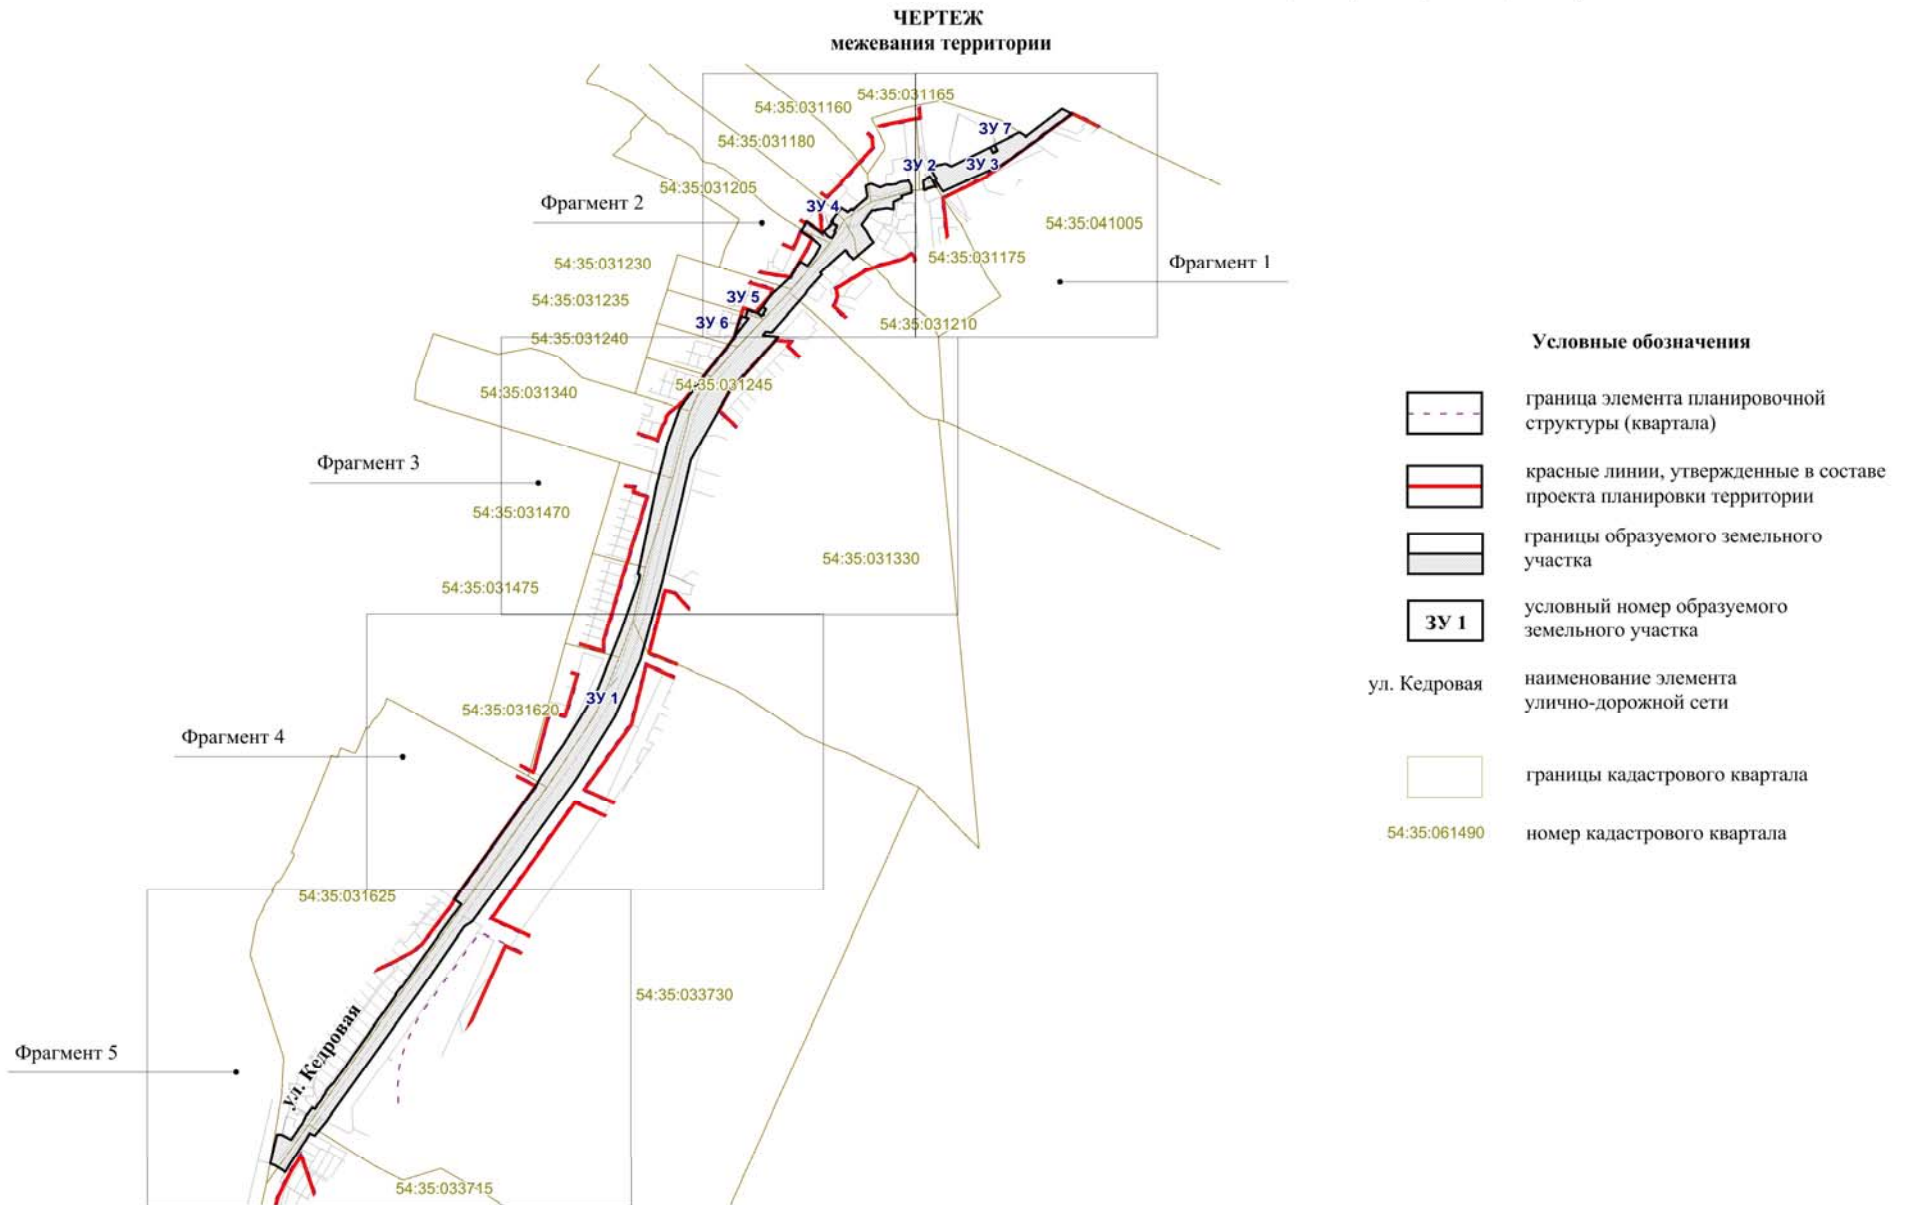 ЧЕРТЕЖ
межевания территории
54:35:031165
54:35:031160
ЗУ 7
54:35:031180
ЗУ 2
ЗУ 3
54:35:031205
Фрагмент 2
ЗУ 4
54:35:041005
54:35:031175
Фрагмент 1
54:35:031230
ЗУ 5
54:35:031235
ЗУ 6
54:35:031210
54:35:031240
54:35:031245
54:35:031340
Фрагмент 3
54:35:031470
54:35:031330
54:35:031475
ЗУ 1
54:35:031620
Фрагмент 4
54:35:031625
54:35:033730
ул. Кедровая
Фрагмент 5
54:35:033715
Условные обозначения
граница элемента планировочной
структуры (квартала)
красные линии, утвержденные в составе
проекта планировки территории
границы образуемого земельного
участка
ЗУ 1
условный номер образуемого
земельного участка
ул. Кедровая
наименование элемента
улично-дорожной сети
границы кадастрового квартала
54:35:061490
номер кадастрового квартала